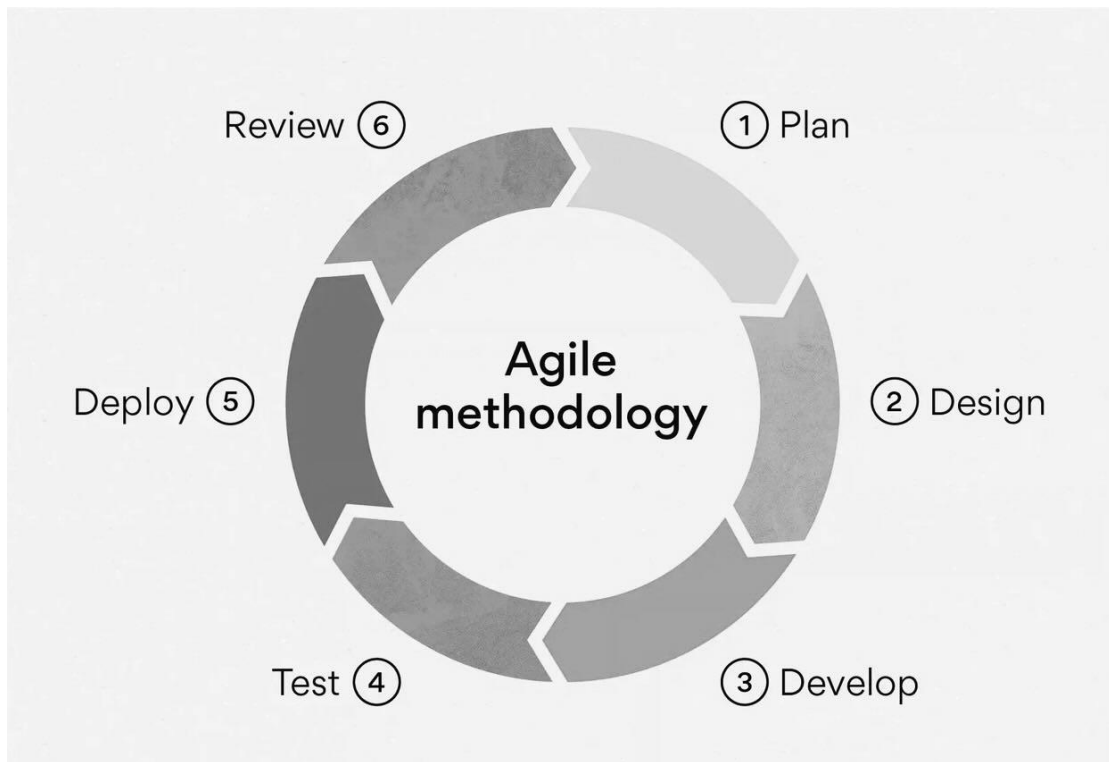 Agile
methodology
1 Plan
2 Design
3 Develop
Test 4
Deploy 5
Review 6